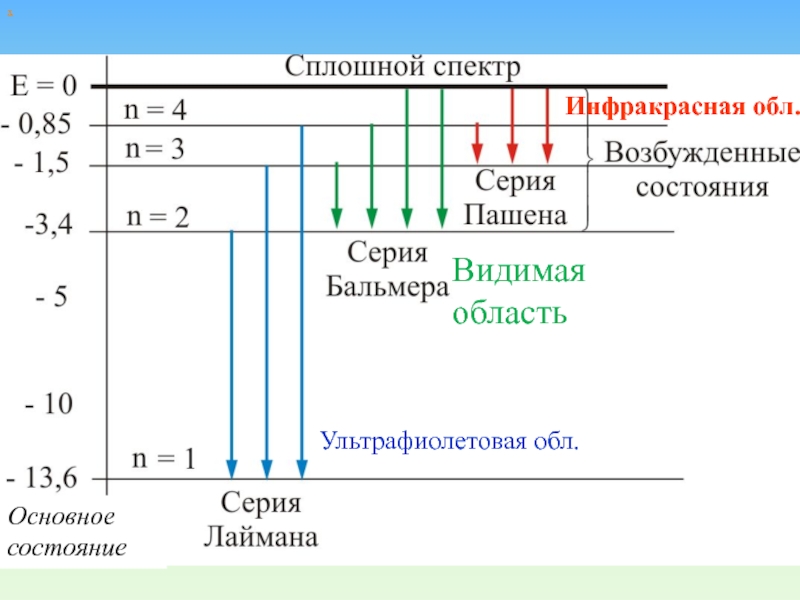 Сплошной спектр
E = 0
n = 4
Инфракрасная обл.
- 0,85
n = 3
Возбужденные
состояния
- 1,5
Серия
Пашена
-3,4
n = 2
Серия
Бальмера
Видимая
область
- 5
- 10
Ультрафиолетовая обл.
n = 1
- 13,6
Серия
Лаймана
Основное
состояние